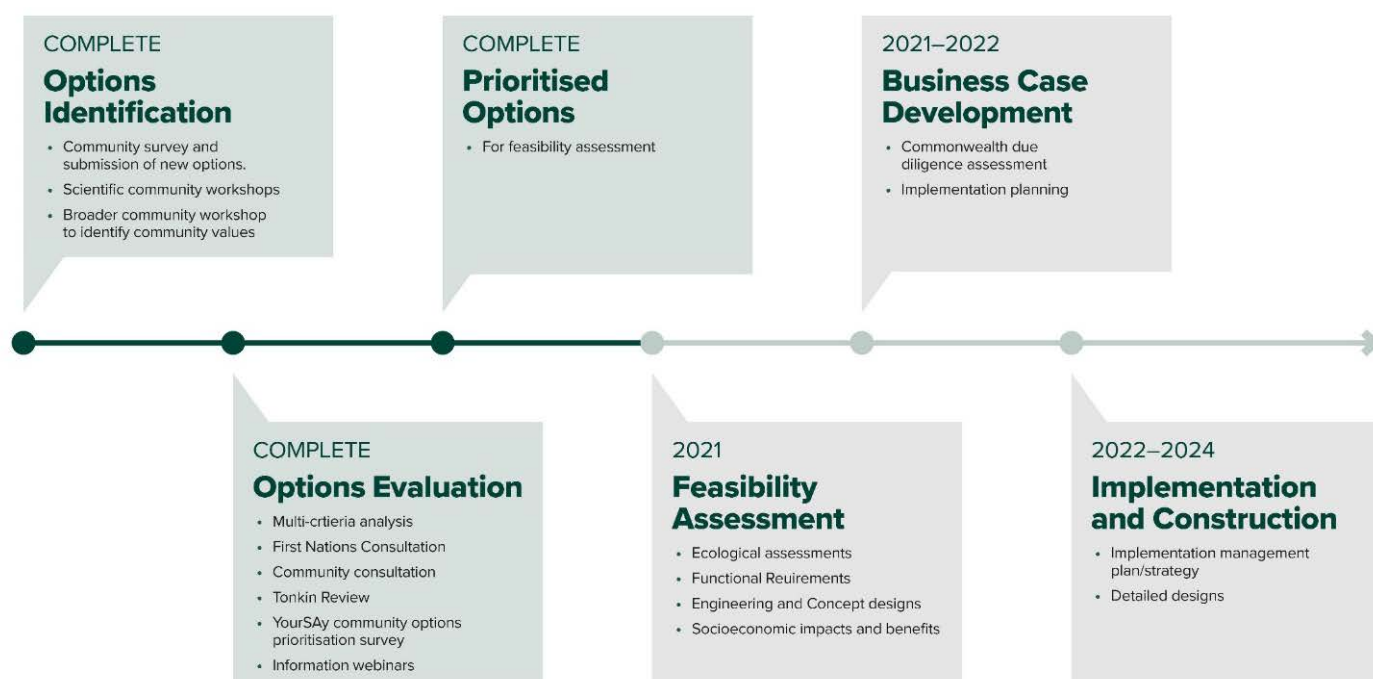 COMPLETE
Options
Identification
• Community survey and
submission of new options.
• Scientific community workshops
• Broader community workshop
to identify community values
COMPLETE
Prioritised
Options
• For feasibility assessment
2021–2022
Business Case
Development
• Commonwealth due
diligence assessment
• Implementation planning
COMPLETE
Options Evaluation
• Multi-crtieria analysis
• First Nations Consultation
• Community consultation
• Tonkin Review
• YourSAy community options
prioritisation survey
• Information webinars
2021
Feasibility
Assessment
• Ecological assessments
• Functional Reuirements
• Engineering and Concept designs
• Socioeconomic impacts and benefits
2022–2024
Implementation
and Construction
• Implementation management
plan/strategy
• Detailed designs